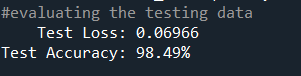 #evaluating the testing data
Test Loss: 0.06966
Test Accuracy: 98.49%